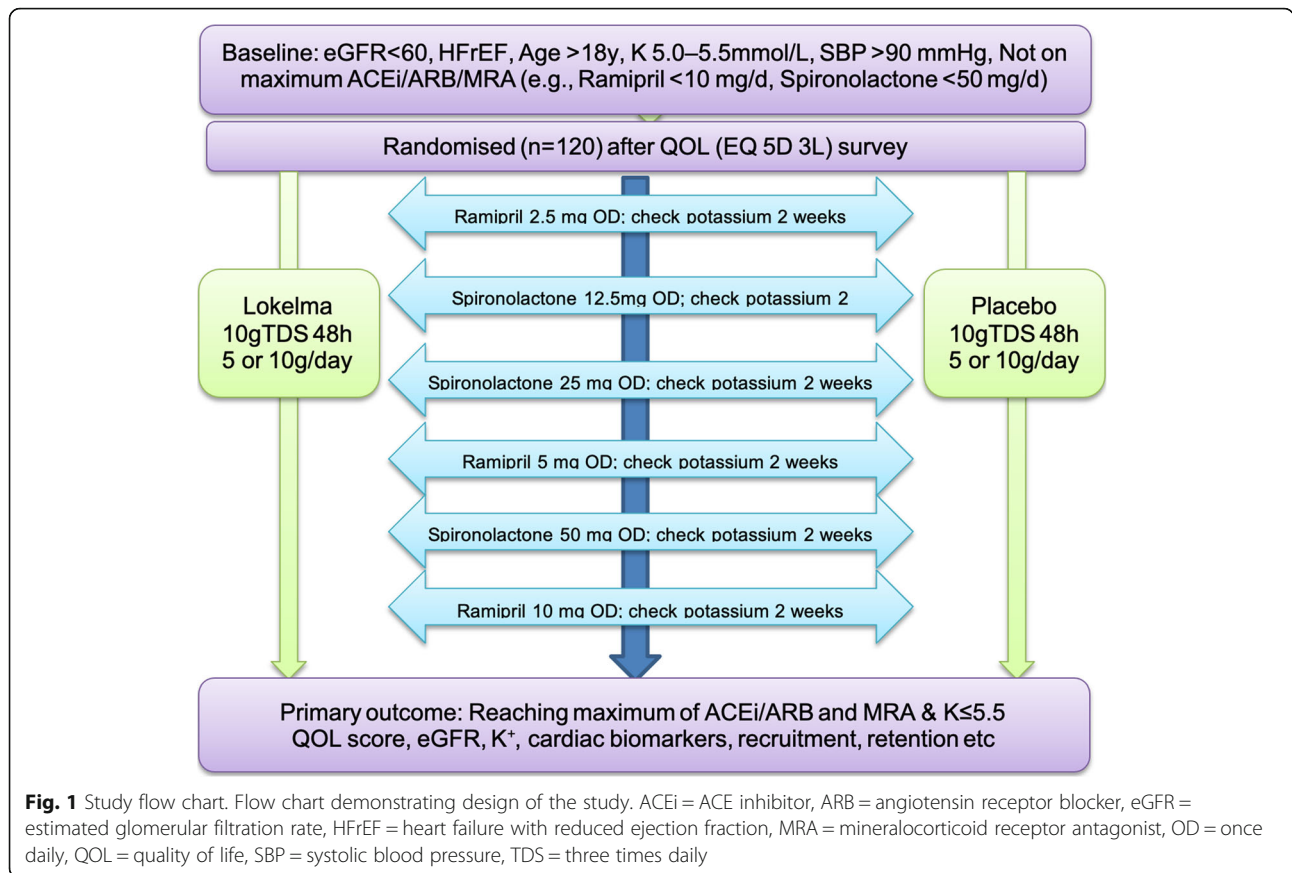 Baseline: eGFR<60, HFrEF, Age >18y, K 5.0–5.5mmol/L, SBP >90 mmHg, Not on
maximum ACEi/ARB/MRA (e.g., Ramipril <10 mg/d, Spironolactone <50 mg/d)
Randomised (n=120) after QOL (EQ 5D 3L) survey
Ramipril 2.5 mg OD; check potassium 2 weeks
Spironolactone 12.5mg OD; check potassium 2
Lokelma
10gTDS 48h
5 or 10g/day
Placebo
10gTDS 48h
5 or 10g/day
Spironolactone 25 mg OD; check potassium 2 weeks
Ramipril 5 mg OD; check potassium 2 weeks
Spironolactone 50 mg OD; check potassium 2 weeks
Ramipril 10 mg OD; check potassium 2 weeks
Primary outcome: Reaching maximum of ACEi/ARB and MRA & K≤5.5
QOL score, eGFR, K⁺, cardiac biomarkers, recruitment, retention etc
Fig. 1 Study flow chart. Flow chart demonstrating design of the study. ACEi = ACE inhibitor, ARB = angiotensin receptor blocker, eGFR =
estimated glomerular filtration rate, HFrEF = heart failure with reduced ejection fraction, MRA = mineralocorticoid receptor antagonist, OD = once
daily, QOL = quality of life, SBP = systolic blood pressure, TDS = three times daily